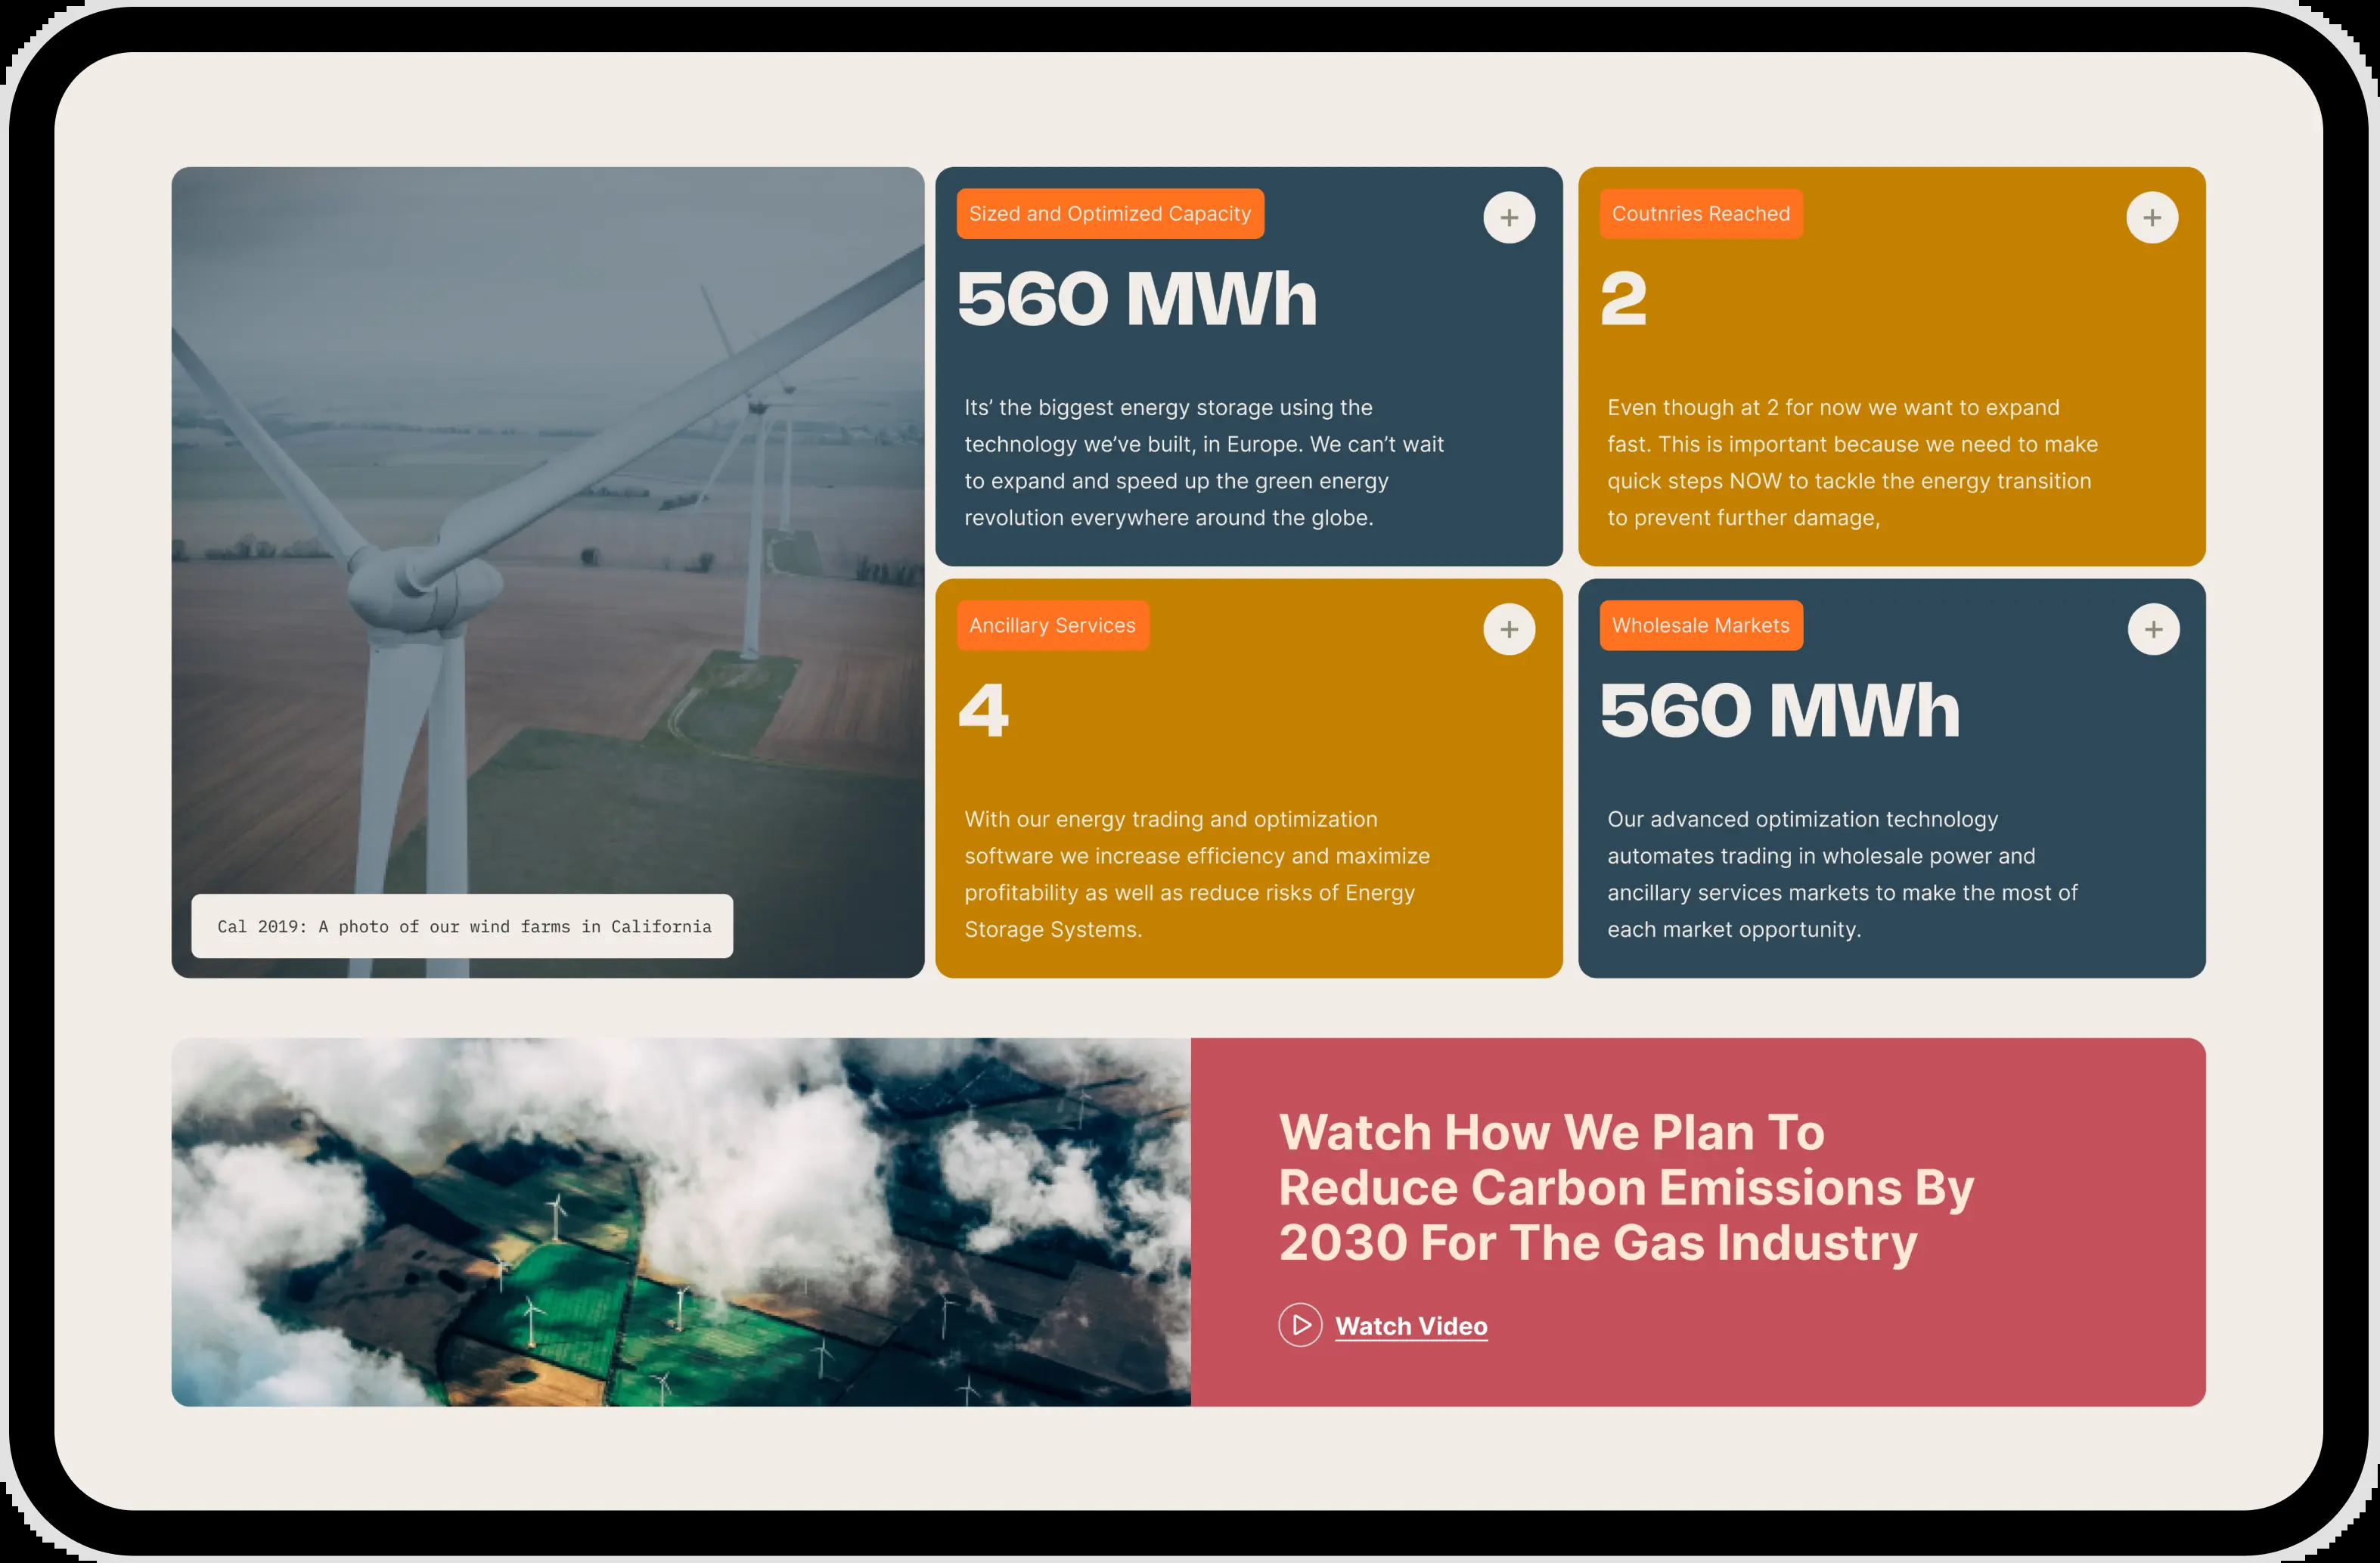 Sized and Optimized Capacity
560 MWh
Its’ the biggest energy storage using the
technology we’ve built, in Europe. We can’t wait
to expand and speed up the green energy
revolution everywhere around the globe.
Coutnries Reached
2
Even though at 2 for now we want to expand
fast. This is important because we need to make
quick steps NOW to tackle the energy transition
to prevent further damage,
Ancillary Services
4
With our energy trading and optimization
software we increase efficiency and maximize
profitability as well as reduce risks of Energy
Storage Systems.
Wholesale Markets
560 MWh
Our advanced optimization technology
automates trading in wholesale power and
ancillary services markets to make the most of
each market opportunity.
Cal 2019: A photo of our wind farms in California
Watch How We Plan To
Reduce Carbon Emissions By
2030 For The Gas Industry
Watch Video